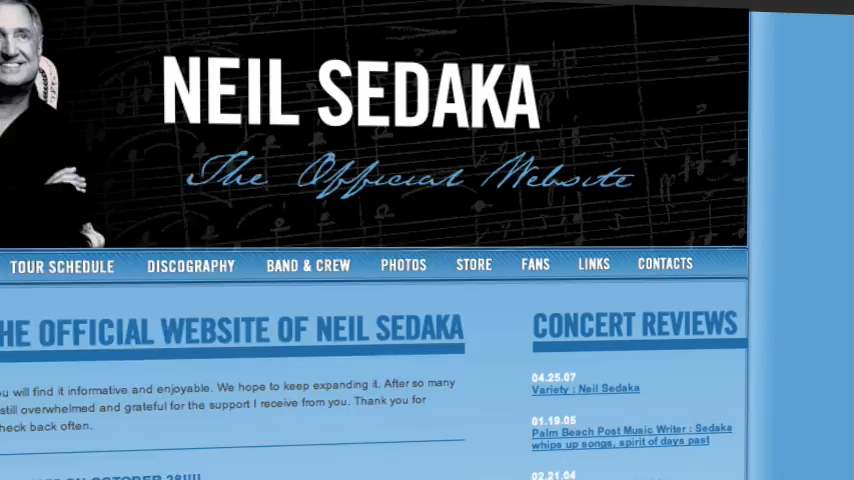 NEIL SEDAKA
The Official Website
TOUR SCHEDULE DISCOGRAPHY BAND & CREW PHOTOS STORE FANS LINKS CONTACTS
HE OFFICIAL WEBSITE OF NEIL SEDAKA
ou will find it informative and enjoyable. We hope to keep expanding it. After so many
still overwhelmed and grateful for the support I receive from you. Thank you for
heck back often.
ON OCTOBER 28!!!!
CONCERT REVIEWS
04.25.07
Variety : Neil Sedaka
01.19.05
Palm Beach Post Music Writer : Sedaka
whips up songs, spirit of days past
02.21.04